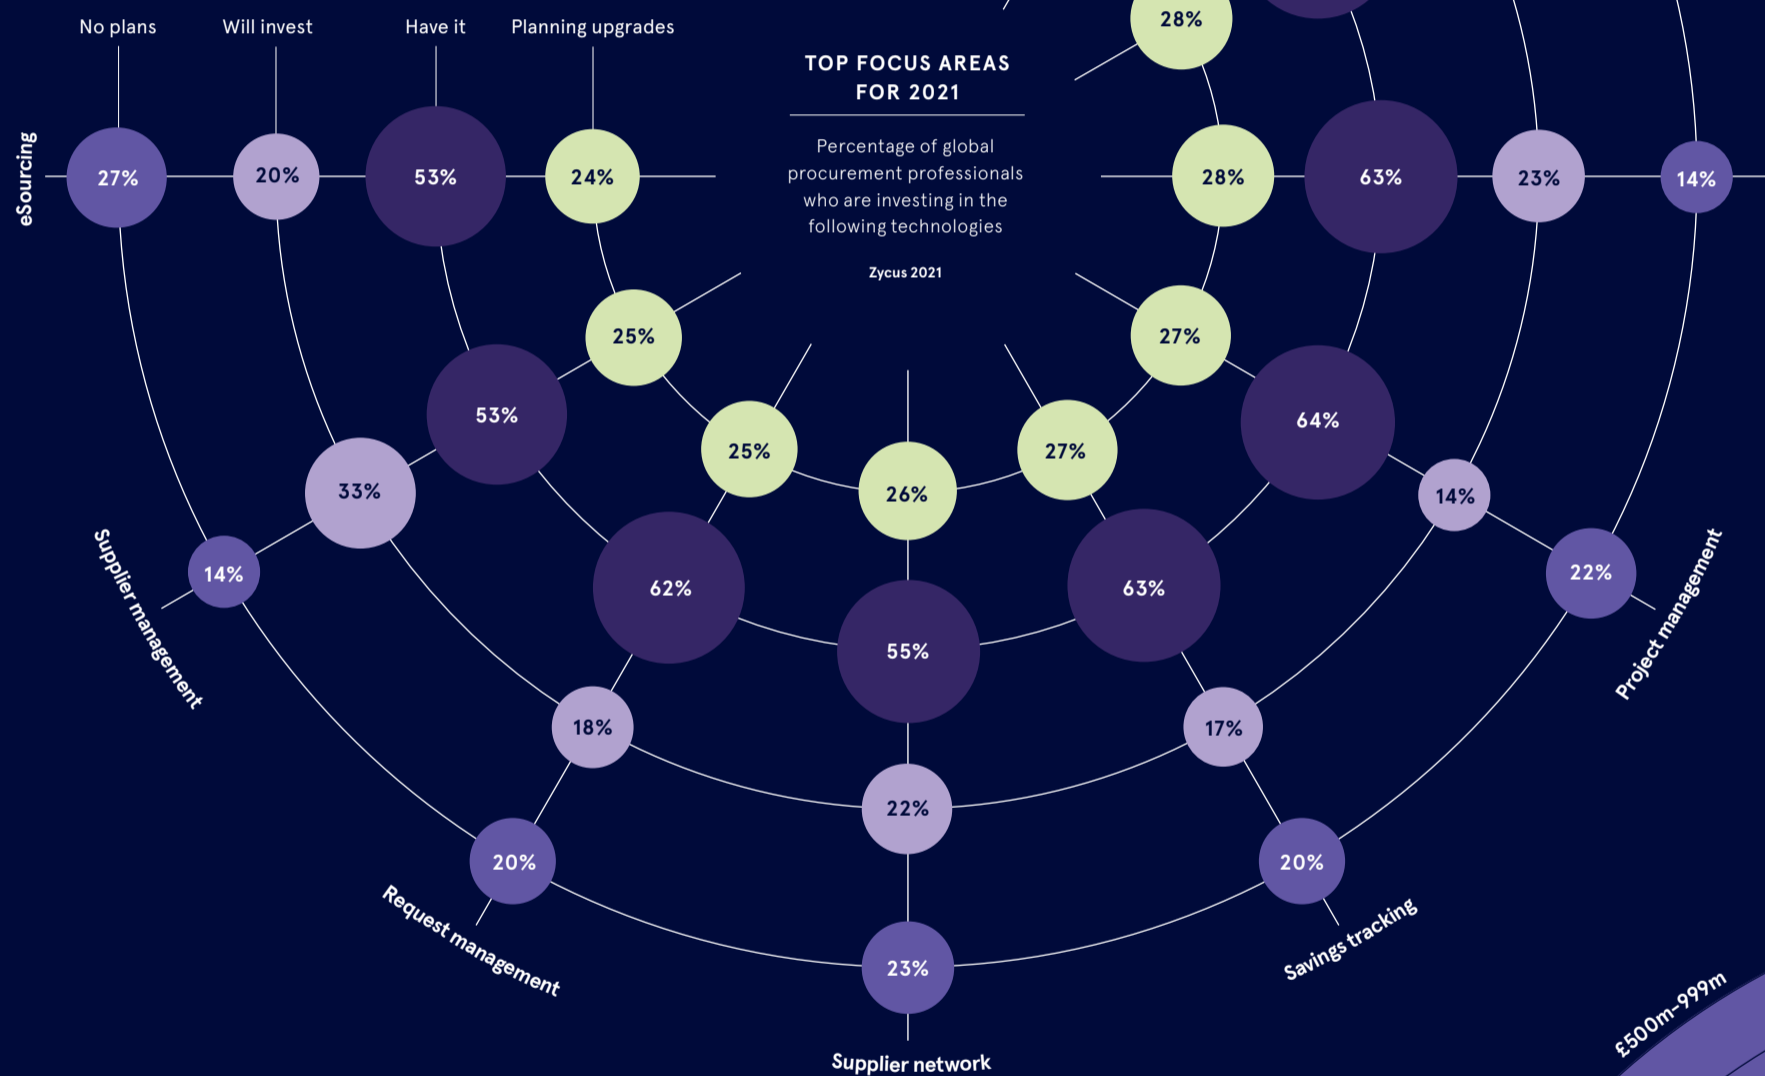 No plans
Will invest
Have it
Planning upgrades
TOP FOCUS AREAS
FOR 2021
Percentage of global
procurement professionals
who are investing in the
following technologies
Zycus 2021
28%
eSourcing
27%
20%
53%
24%
28%
63%
23%
14%
25%
53%
33%
14%
Supplier management
25%
62%
18%
20%
Request management
26%
55%
22%
23%
Supplier network
27%
63%
17%
20%
Savings tracking
27%
64%
14%
22%
Project management
£500m-999m